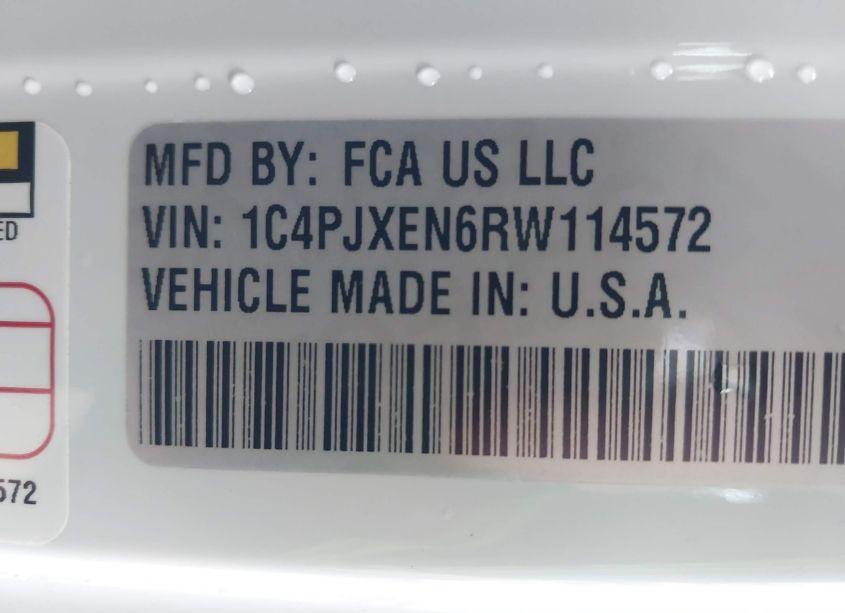 MFD BY: FCA US LLC
VIN: 1C4PJXEN6RW114572
VEHICLE MADE IN: U.S.A.
ED
572